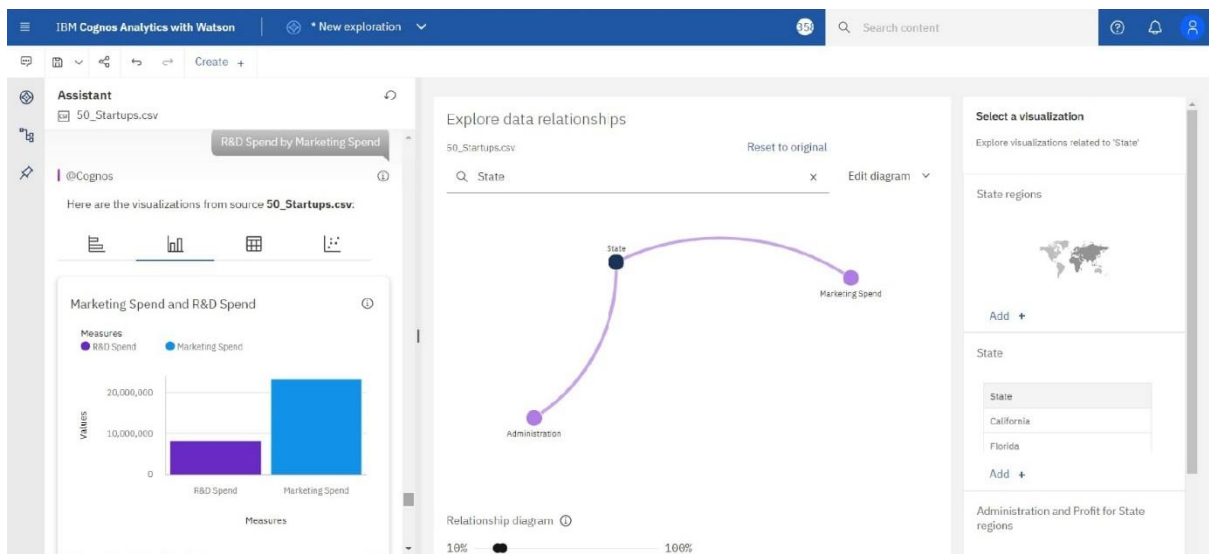 IBM Cognos Analytics with Watson
* New exploration
Search content
Create +
Assistant
50_Startups.csv
R&D Spend by Marketing Spend
@Cognos
Here are the visualizations from source 50_Startups.csv:
Marketing Spend and R&D Spend
Measures
R&D Spend Marketing Spend
20,000,000
10,000,000
0
Values
R&D Spend Marketing Spend
Measures
Explore data relationships
50_Startups.csv Reset to original
State x Edit diagram
State
Marketing Spend
Administration
Relationship diagram
10% 100%
Select a visualization
Explore visualizations related to 'State'
State regions
Add +
State
State
California
Florida
Add +
Administration and Profit for State
regions